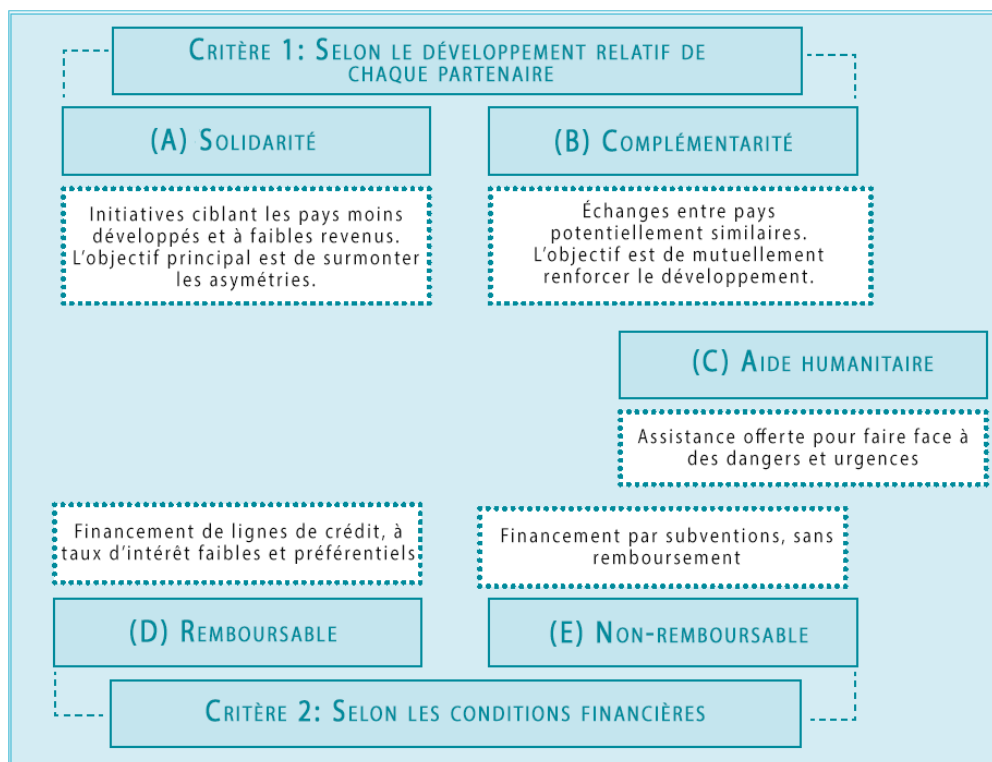 Critère 1: Selon le développement relatif de
chaque partenaire
(A) Solidarité
Initiatives ciblant les pays moins
développés et à faibles revenus.
L'objectif principal est de surmonter
les asymétries.
(B) Complémentarité
Échanges entre pays
potentiellement similaires.
L'objectif est de mutuellement
renforcer le développement.
(C) Aide humanitaire
Assistance offerte pour faire face à
des dangers et urgences
Financement de lignes de crédit, à
taux d'intérêt faibles et préférentiels
(D) Remboursable
Financement par subventions, sans
remboursement
(E) Non-remboursable
Critère 2: Selon les conditions financières